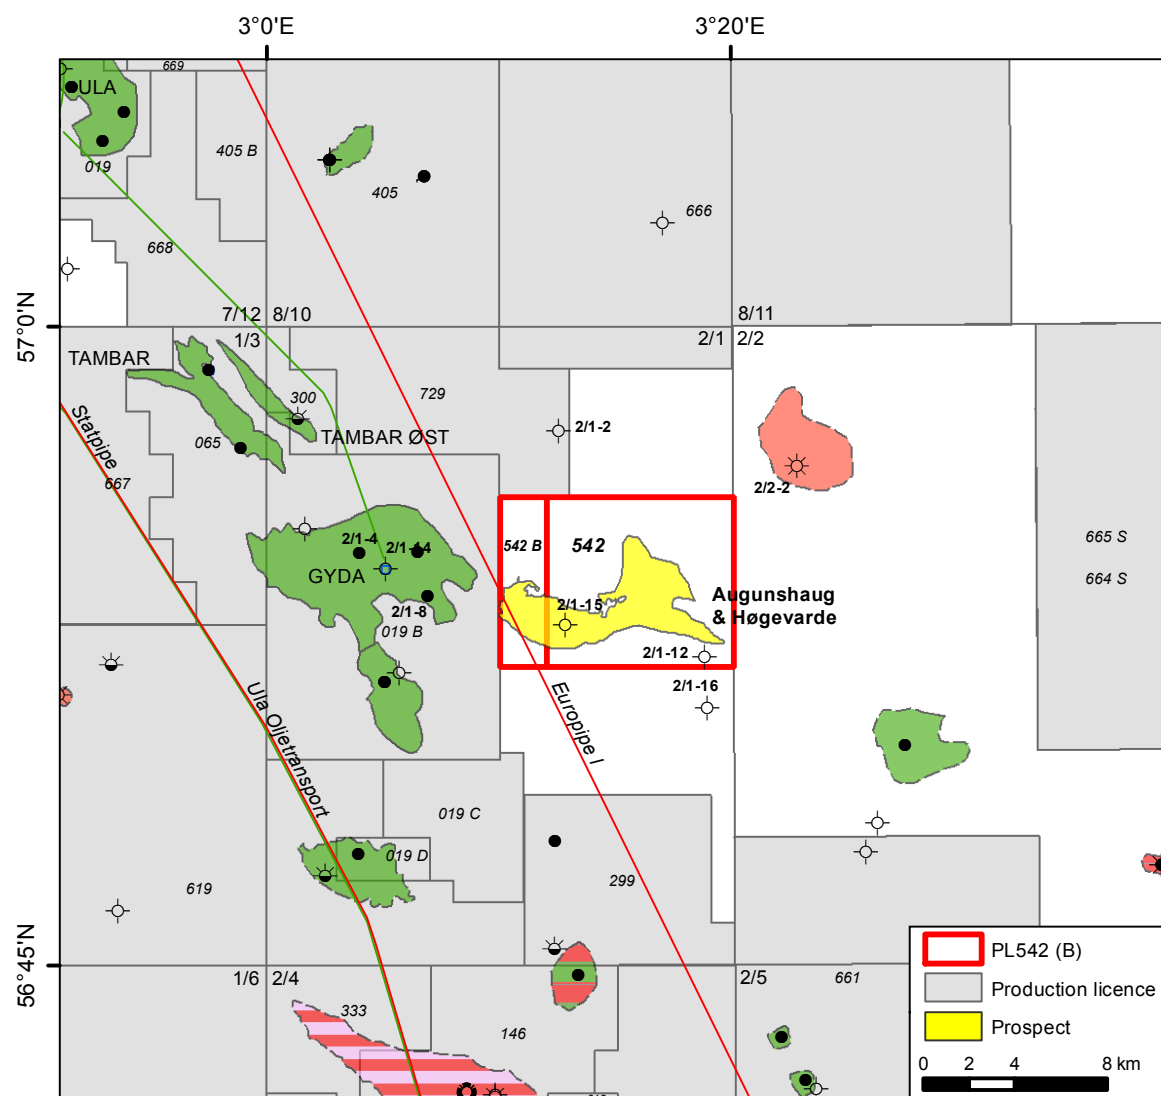 3°0'E
3°20'E
669
ULA
405 B
019
405
666
668
7/12
8/10
8/11
57°0'N
1/3
2/1
2/2
TAMBAR
300
729
Statpipe
065
TAMBAR ØST
2/1-2
667
2/2-2
2/1-4
2/1-14
542 B
542
665 S
GYDA
664 S
2/1-8
2/1-15
Augunshaug
& Høgevarde
019 B
2/1-12
2/1-16
Ula Oljetransport
Europipe I
019 C
019 D
619
299
56°45'N
1/6
2/4
2/5
661
333
146
PL542 (B)
Production licence
Prospect
0
2
4
8 km